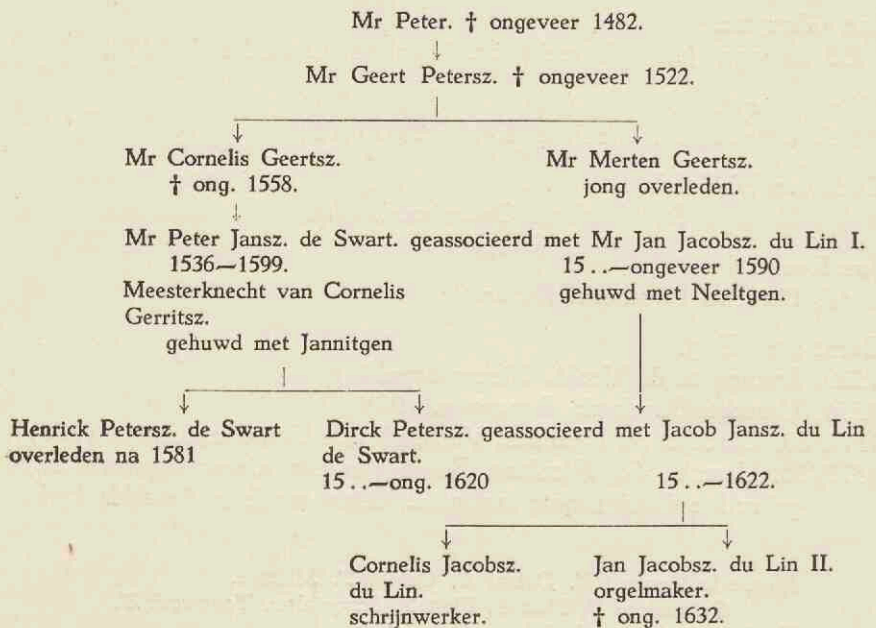 Mr Peter. † ongeveer 1482.
Mr Geert Petersz. † ongeveer 1522.
Mr Cornelis Geertsz.
† ong. 1558.
Mr Merten Geertsz.
jong overleden.
Mr Peter Jansz. de Swart. geassocieerd met Mr Jan Jacobsz. du Lin I.
1536—1599.
15 ..—ongeveer 1590
Meesterknecht van Cornelis
gehuwd met Neeltgen.
Gerritsz.
gehuwd met Jannitgen
Henrick Petersz. de Swart
overleden na 1581
Dirck Petersz. geassocieerd met Jacob Jansz. du Lin
de Swart.
15 ..—ong. 1620
15 ..—1622.
Cornelis Jacobsz.
du Lin.
schrijnwerker.
Jan Jacobsz. du Lin II.
orgelmaker.
† ong. 1632.